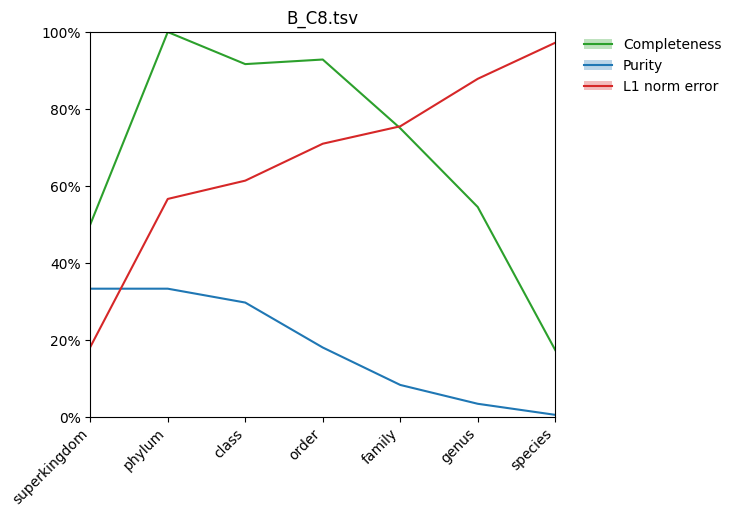 B_C8.tsv
100%
80%
60%
40%
20%
0%
superkingdom
phylum
class
order
family
genus
species
Completeness
Purity
L1 norm error